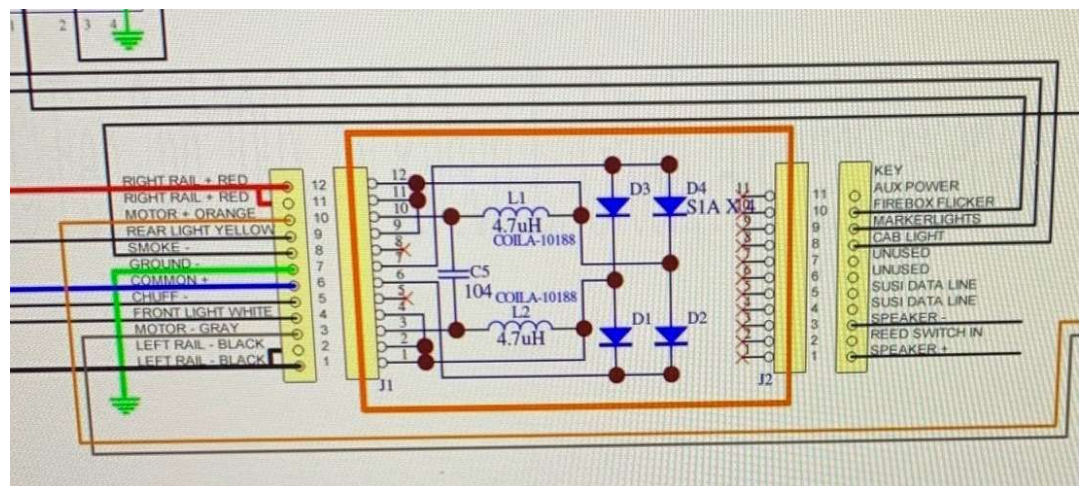 1 2 3 4
RIGHT RAIL + RED
RIGHT RAIL + RED
MOTOR + ORANGE
REAR LIGHT YELLOW
SMOKE -
GROUND -
COMMON +
CHUFF -
FRONT LIGHT WHITE
MOTOR - GRAY
LEFT RAIL - BLACK
LEFT RAIL - BLACK
12
11
10
9
8
7
6
5
4
3
2
1
12
11
10
9
8
7
6
5
4
3
2
1
J1
L1
4.7uH
COILA-10188
C5
104
COILA-10188
L2
4.7uH
D3
D4
S1A X 4
D1
D2
11
9
8
7
6
5
4
3
2
1
J2
11
10
9
8
7
6
5
4
3
2
1
KEY
AUX POWER
FIREBOX FLICKER
MARKERLIGHTS
CAB LIGHT
UNUSED
UNUSED
SUSI DATA LINE
SUSI DATA LINE
SPEAKER -
REED SWITCH IN
SPEAKER +